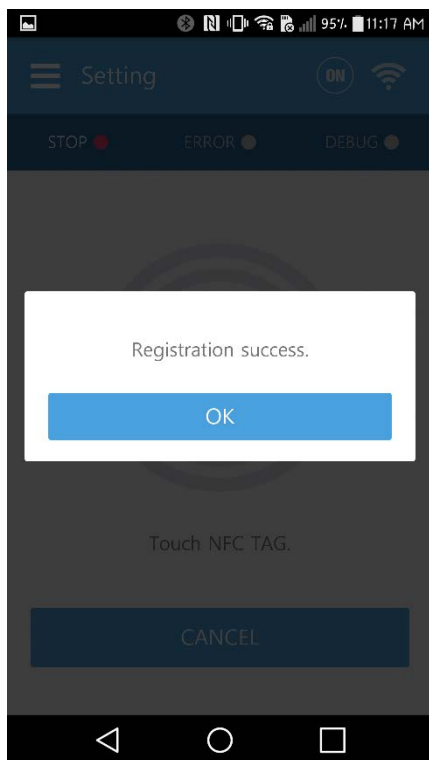 95% 11:17 AM
Setting
ON
STOP
ERROR
DEBUG
Registration success.
OK
Touch NFC TAG.
CANCEL